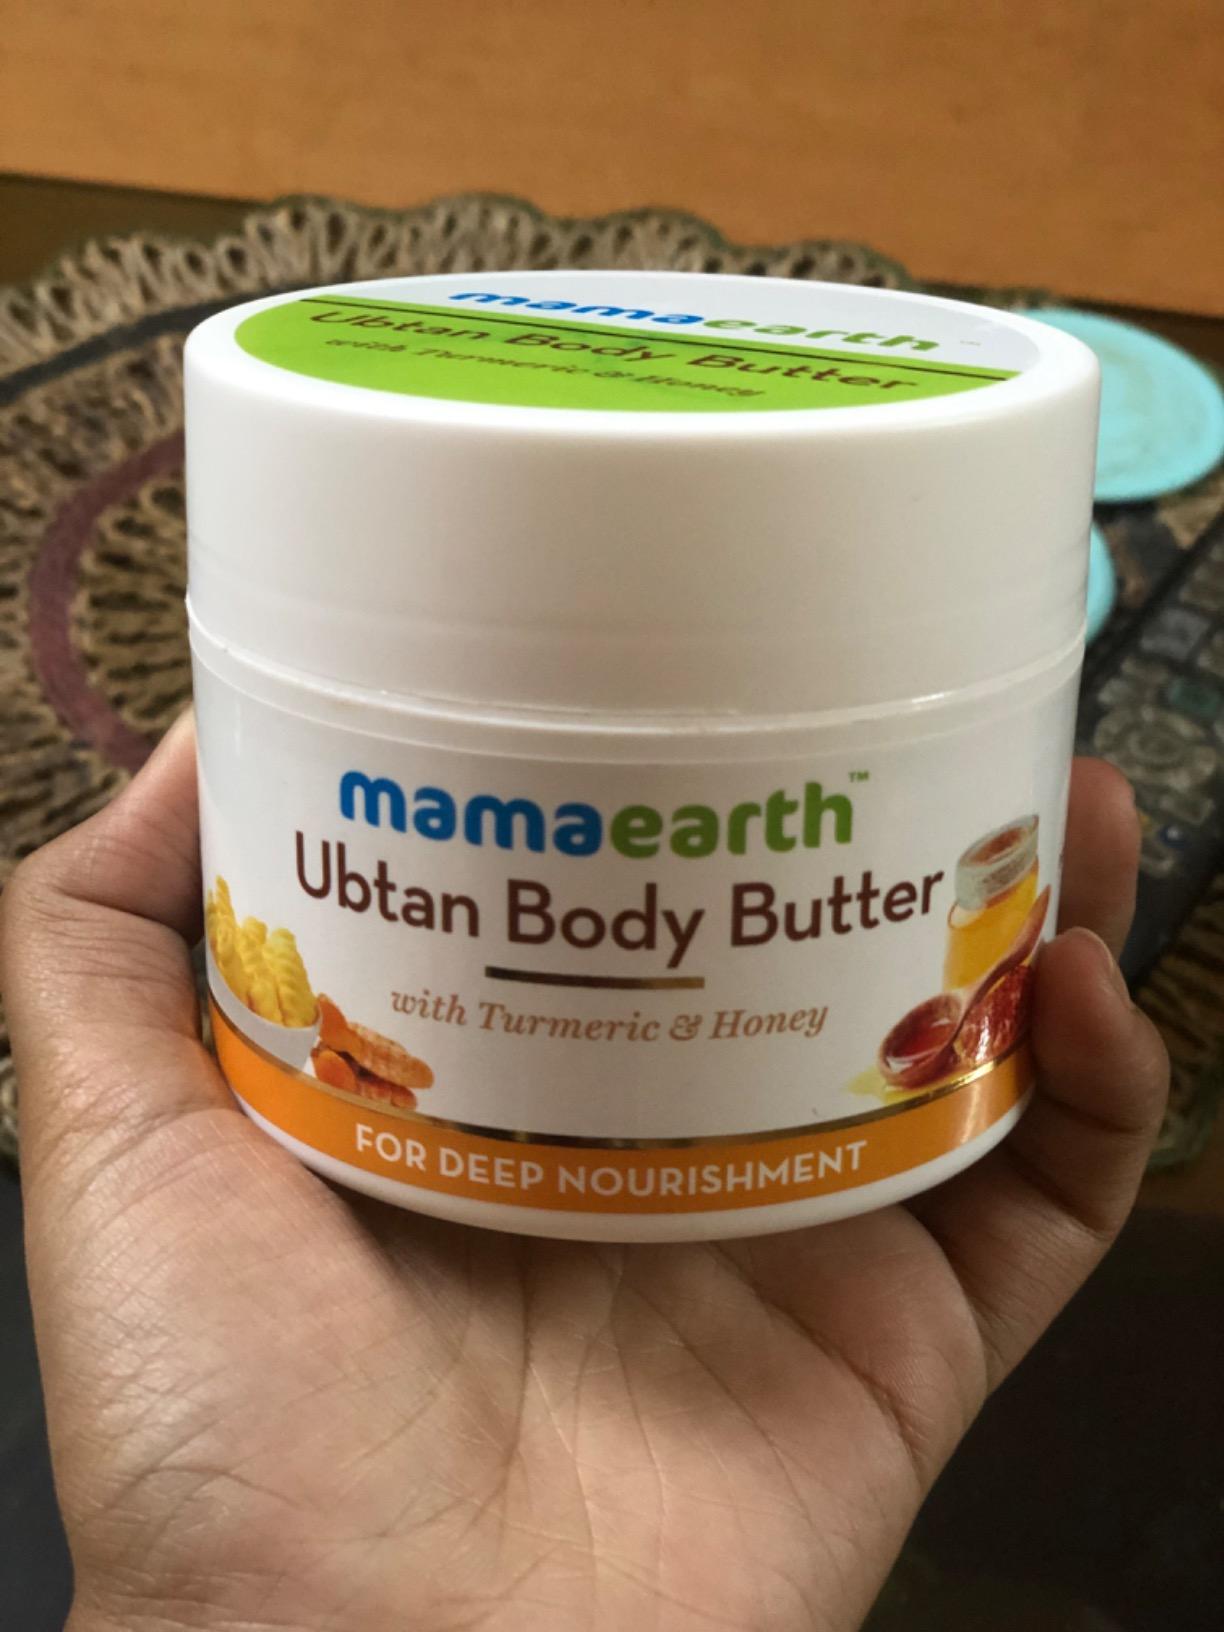 mamaearth
Ubtan Body Butter
with Turmeric & Honey
mamaearth™
Ubtan Body Butter
with Turmeric & Honey
FOR DEEP NOURISHMENT